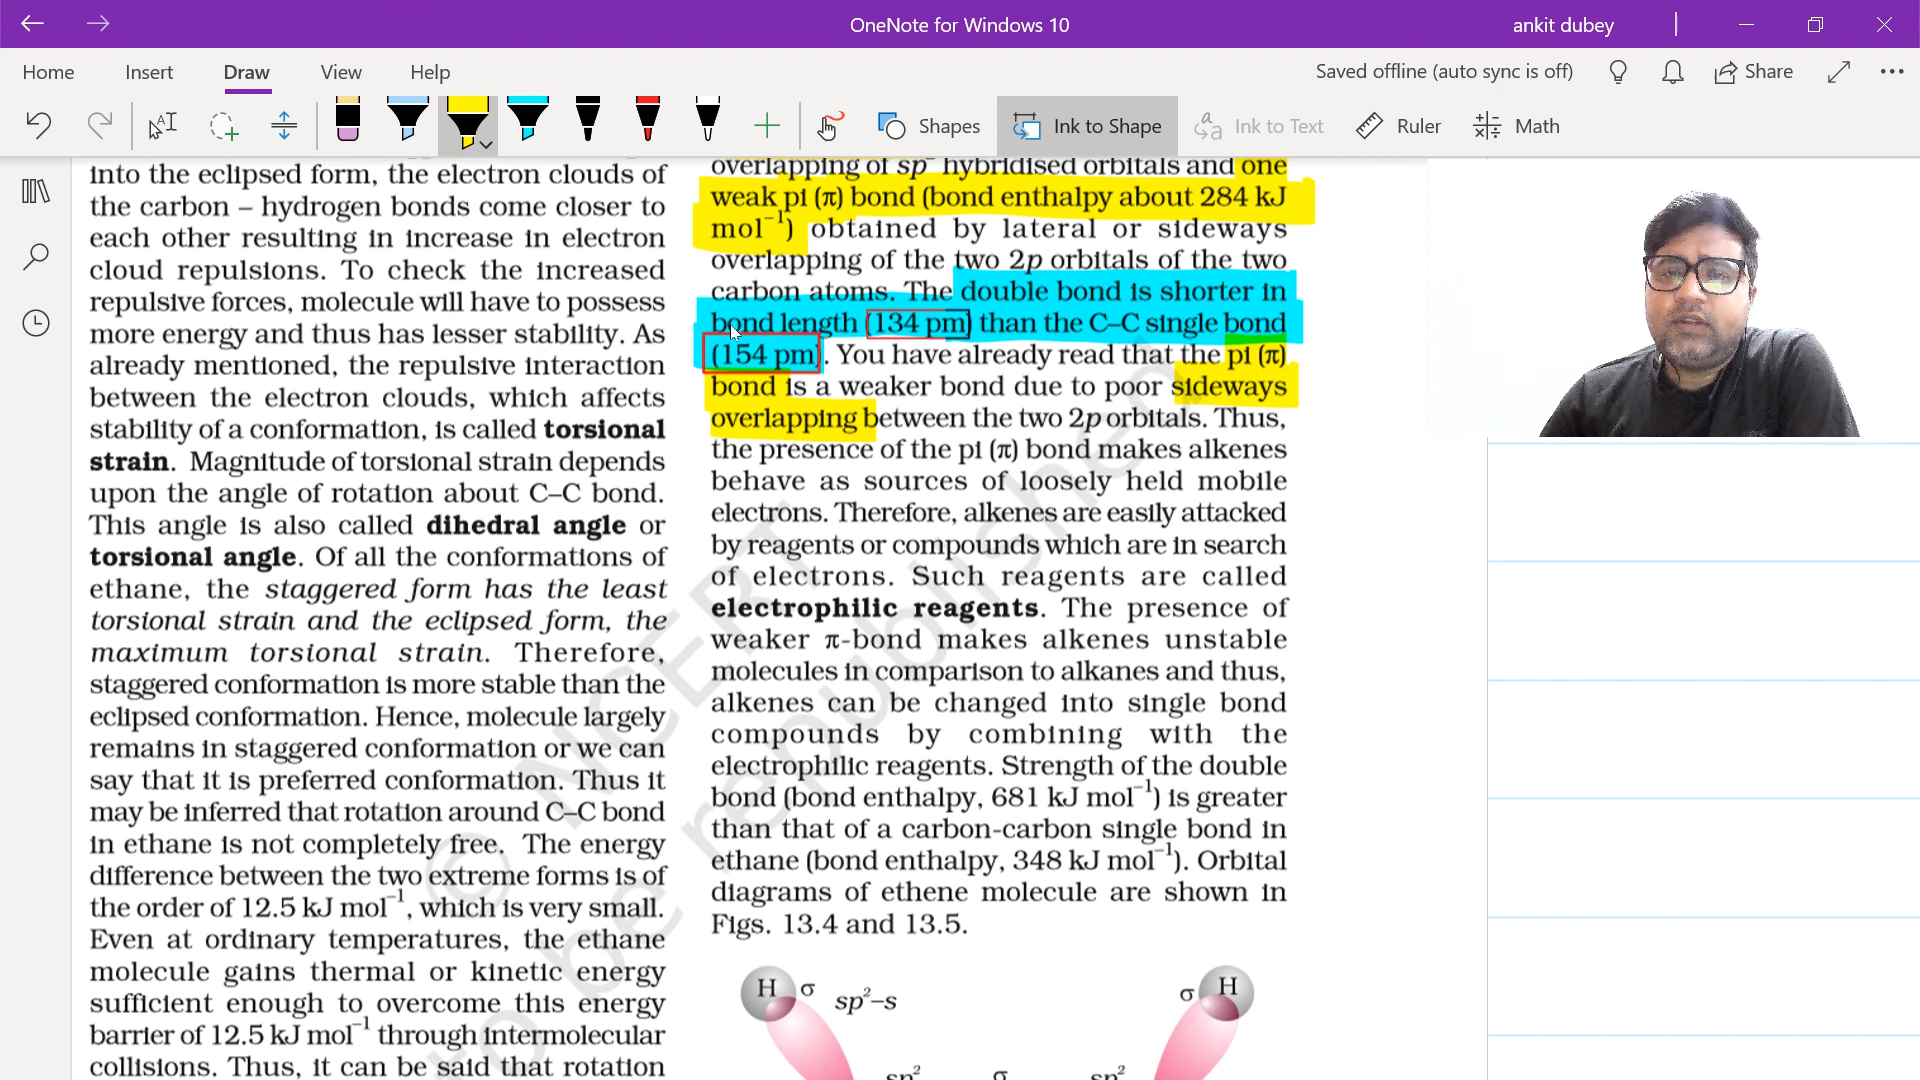 OneNote for Windows 10
ankit dubey
Home Insert Draw View Help
Saved offline (auto sync is off) Share
Shapes Ink to Shape Ink to Text Ruler Math
into the eclipsed form, the electron clouds of
the carbon – hydrogen bonds come closer to
each other resulting in increase in electron
cloud repulsions. To check the increased
repulsive forces, molecule will have to possess
more energy and thus has lesser stability. As
already mentioned, the repulsive interaction
between the electron clouds, which affects
stability of a conformation, is called torsional
strain. Magnitude of torsional strain depends
upon the angle of rotation about C–C bond.
This angle is also called dihedral angle or
torsional angle. Of all the conformations of
ethane, the staggered form has the least
torsional strain and the eclipsed form, the
maximum torsional strain. Therefore,
staggered conformation is more stable than the
eclipsed conformation. Hence, molecule largely
remains in staggered conformation or we can
say that it is preferred conformation. Thus it
may be inferred that rotation around C–C bond
in ethane is not completely free. The energy
difference between the two extreme forms is of
the order of 12.5 kJ mol⁻¹, which is very small.
Even at ordinary temperatures, the ethane
molecule gains thermal or kinetic energy
sufficient enough to overcome this energy
barrier of 12.5 kJ mol⁻¹ through intermolecular
collisions. Thus, it can be said that rotation
overlapping of sp² hybridised orbitals and one
weak pi (π) bond (bond enthalpy about 284 kJ
mol⁻¹) obtained by lateral or sideways
overlapping of the two 2p orbitals of the two
carbon atoms. The double bond is shorter in
bond length (134 pm) than the C–C single bond
(154 pm). You have already read that the pi (π)
bond is a weaker bond due to poor sideways
overlapping between the two 2p orbitals. Thus,
the presence of the pi (π) bond makes alkenes
behave as sources of loosely held mobile
electrons. Therefore, alkenes are easily attacked
by reagents or compounds which are in search
of electrons. Such reagents are called
electrophilic reagents. The presence of
weaker π-bond makes alkenes unstable
molecules in comparison to alkanes and thus,
alkenes can be changed into single bond
compounds by combining with the
electrophilic reagents. Strength of the double
bond (bond enthalpy, 681 kJ mol⁻¹) is greater
than that of a carbon-carbon single bond in
ethane (bond enthalpy, 348 kJ mol⁻¹). Orbital
diagrams of ethene molecule are shown in
Figs. 13.4 and 13.5.
H σ sp²–s σ H
sp² σ sp²
© NCERT
to be republished